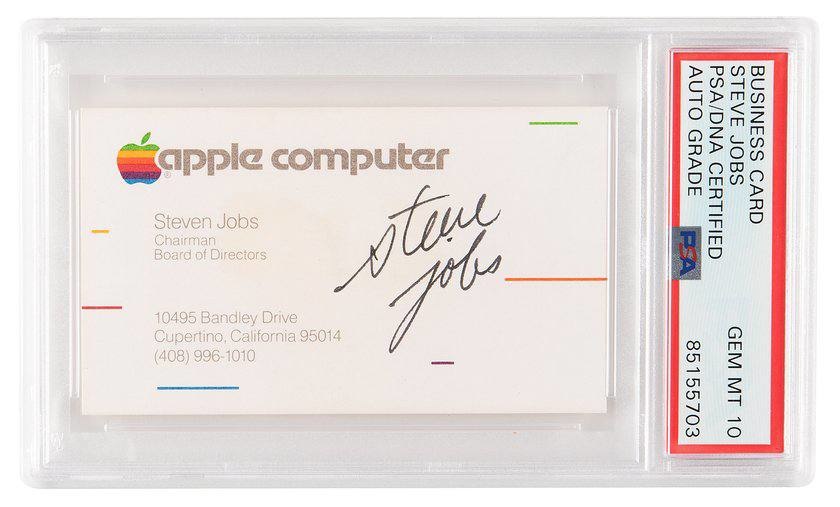 apple computer
®
Steven Jobs
Chairman
Board of Directors
10495 Bandley Drive
Cupertino, California 95014
(408) 996-1010
steve
jobs
BUSINESS CARD
STEVE JOBS
PSA/DNA CERTIFIED
AUTO GRADE
GEM MT 10
85155703
PSA